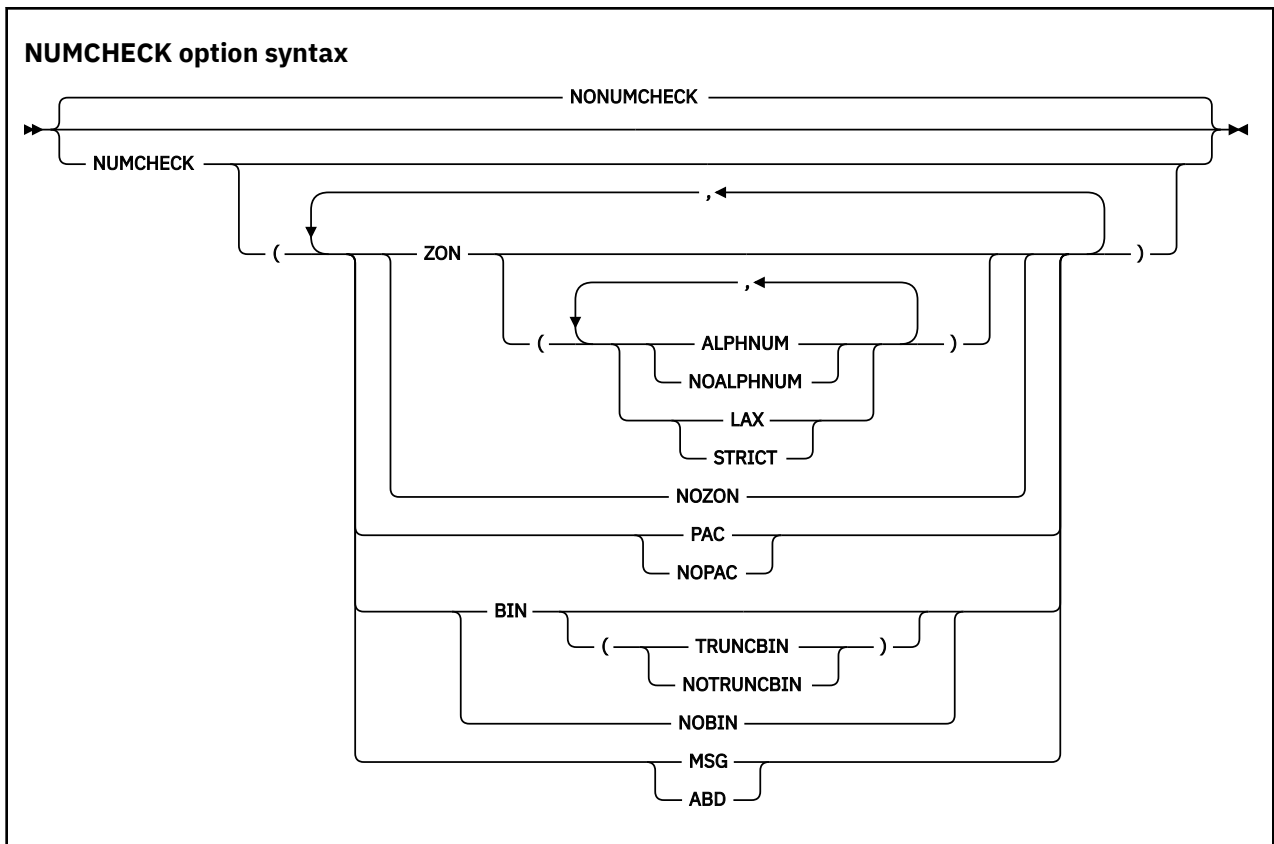 NUMCHECK option syntax
NONUMCHECK
NUMCHECK
,
( ZON )
,
( ALPHNUM )
NOALPHNUM
LAX
STRICT
NOZON
PAC
NOPAC
BIN
( TRUNCBIN )
NOTRUNCBIN
NOBIN
MSG
ABD